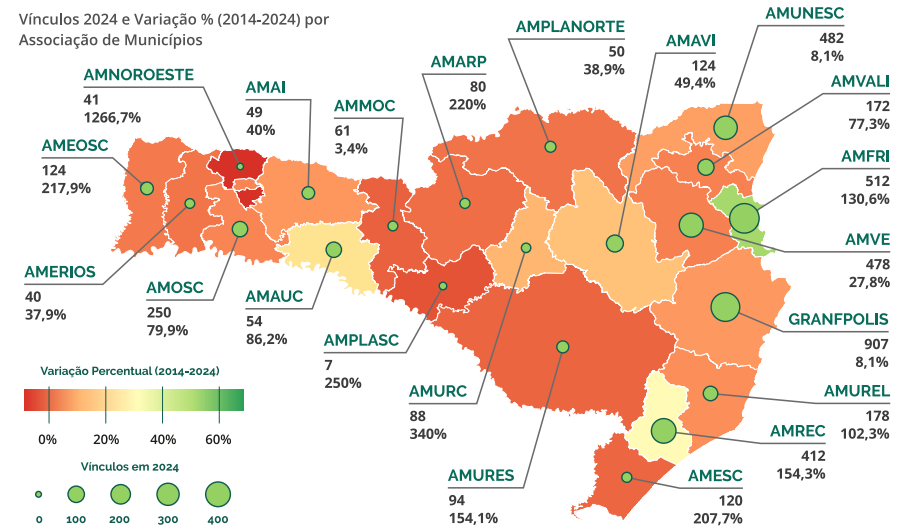 Vínculos 2024 e Variação % (2014-2024) por
Associação de Municípios
AMPLANORTE
50
38,9%
AMAVI
124
49,4%
AMUNESC
482
8,1%
AMNOROESTE
41
1266,7%
AMAI
49
40%
AMMOC
61
3,4%
AMARP
80
220%
AMVALI
172
77,3%
AMEOSC
124
217,9%
AMFRI
512
130,6%
AMVE
478
27,8%
AMERIOS
40
37,9%
AMOSC
250
79,9%
AMAUC
54
86,2%
GRANFPOLIS
907
8,1%
AMPLASC
7
250%
AMURC
88
340%
AMUREL
178
102,3%
AMREC
412
154,3%
AMURES
94
154,1%
AMESC
120
207,7%
Variação Percentual (2014-2024)
0% 20% 40% 60%
Vínculos em 2024
0 100 200 300 400